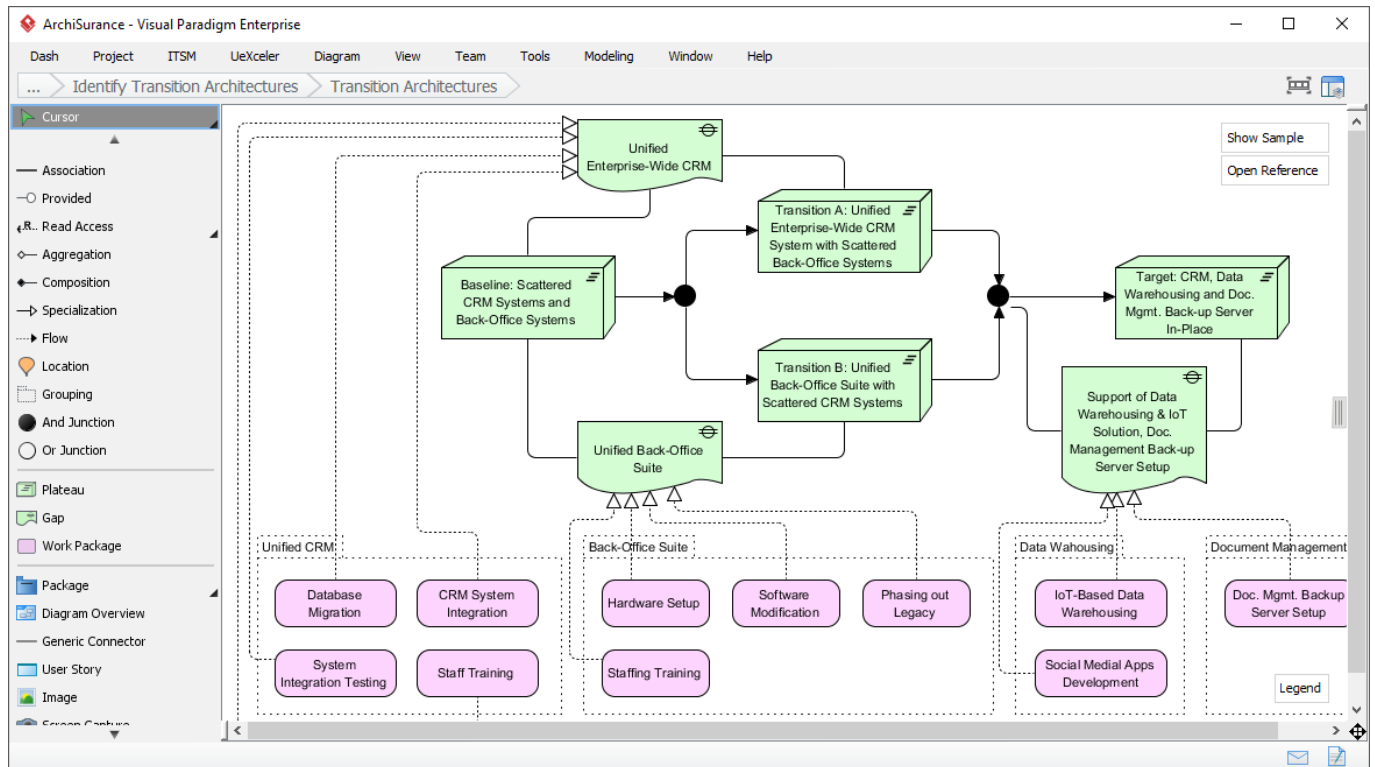 ArchiSurance - Visual Paradigm Enterprise
Dash Project ITSM UeXceler Diagram View Team Tools Modeling Window Help
... Identify Transition Architectures Transition Architectures
Cursor
Association
Provided
.R.. Read Access
Aggregation
Composition
Specialization
Flow
Location
Grouping
And Junction
Or Junction
Plateau
Gap
Work Package
Package
Diagram Overview
Generic Connector
User Story
Image
Screen Capture
Show Sample
Open Reference
Unified
Enterprise-Wide CRM
Transition A: Unified
Enterprise-Wide CRM
System with Scattered
Back-Office Systems
Baseline: Scattered
CRM Systems and
Back-Office Systems
Target: CRM, Data
Warehousing and Doc.
Mgmt. Back-up Server
In-Place
Transition B: Unified
Back-Office Suite with
Scattered CRM Systems
Unified Back-Office
Suite
Support of Data
Warehousing & IoT
Solution, Doc.
Management Back-up
Server Setup
Unified CRM
Database
Migration
CRM System
Integration
System
Integration Testing
Staff Training
Back-Office Suite
Hardware Setup
Software
Modification
Phasing out
Legacy
Staffing Training
Data Wahousing
IoT-Based Data
Warehousing
Social Medial Apps
Development
Document Management
Doc. Mgmt. Backup
Server Setup
Legend